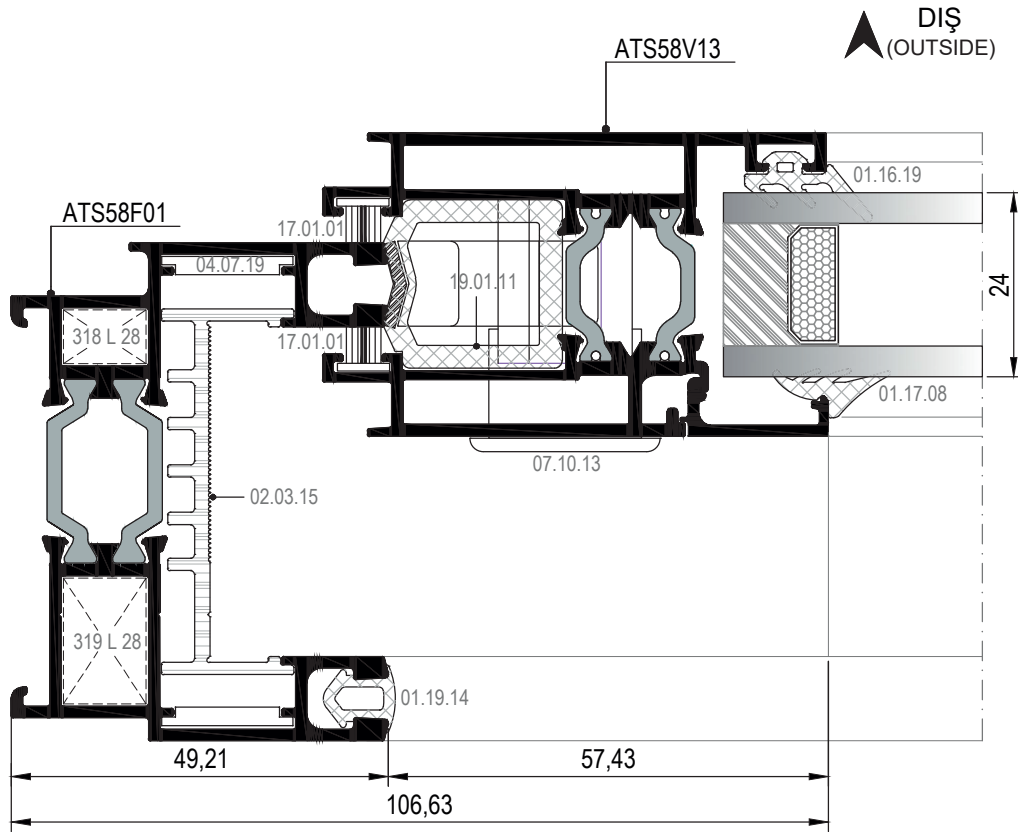 DIŞ
(OUTSIDE)
ATS58V13
01.16.19
ATS58F01
17.01.01
04.07.19
19.01.11
24
318 L 28
17.01.01
01.17.08
07.10.13
02.03.15
319 L 28
01.19.14
49,21
57,43
106,63